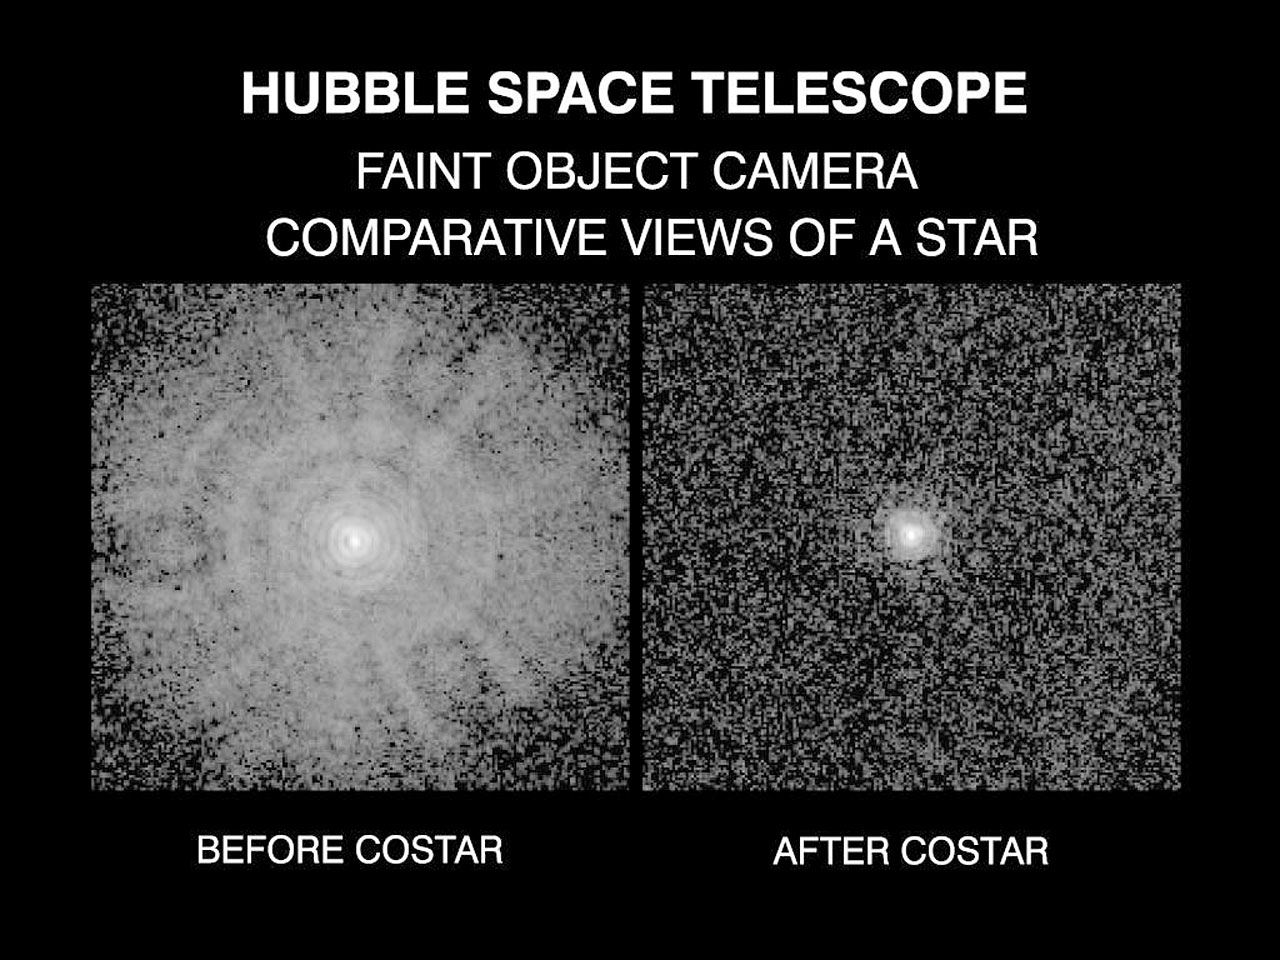 HUBBLE SPACE TELESCOPE
FAINT OBJECT CAMERA
COMPARATIVE VIEWS OF A STAR
BEFORE COSTAR
AFTER COSTAR